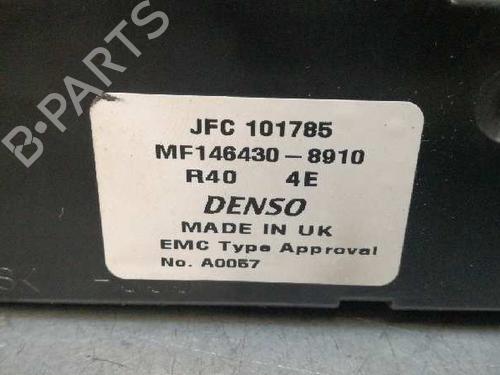 JFC 101785
MF146430-8910
R40 4E
DENSO
MADE IN UK
EMC Type Approval
No. A0057
B-PARTS